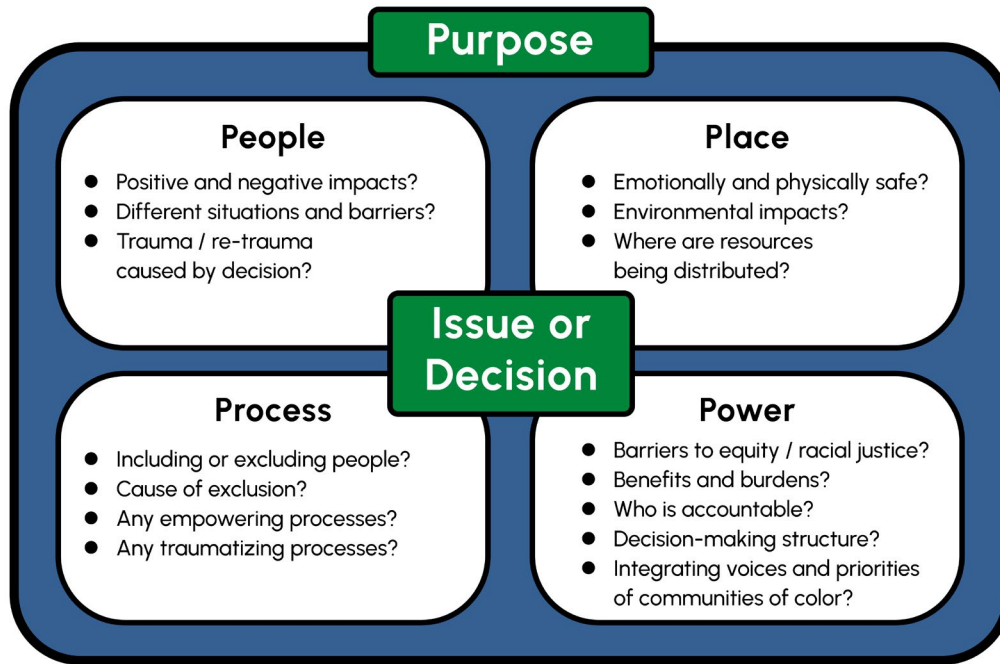 Purpose
People
● Positive and negative impacts?
● Different situations and barriers?
● Trauma / re-trauma
caused by decision?
Place
● Emotionally and physically safe?
● Environmental impacts?
● Where are resources
being distributed?
Issue or
Decision
Process
● Including or excluding people?
● Cause of exclusion?
● Any empowering processes?
● Any traumatizing processes?
Power
● Barriers to equity / racial justice?
● Benefits and burdens?
● Who is accountable?
● Decision-making structure?
● Integrating voices and priorities
of communities of color?